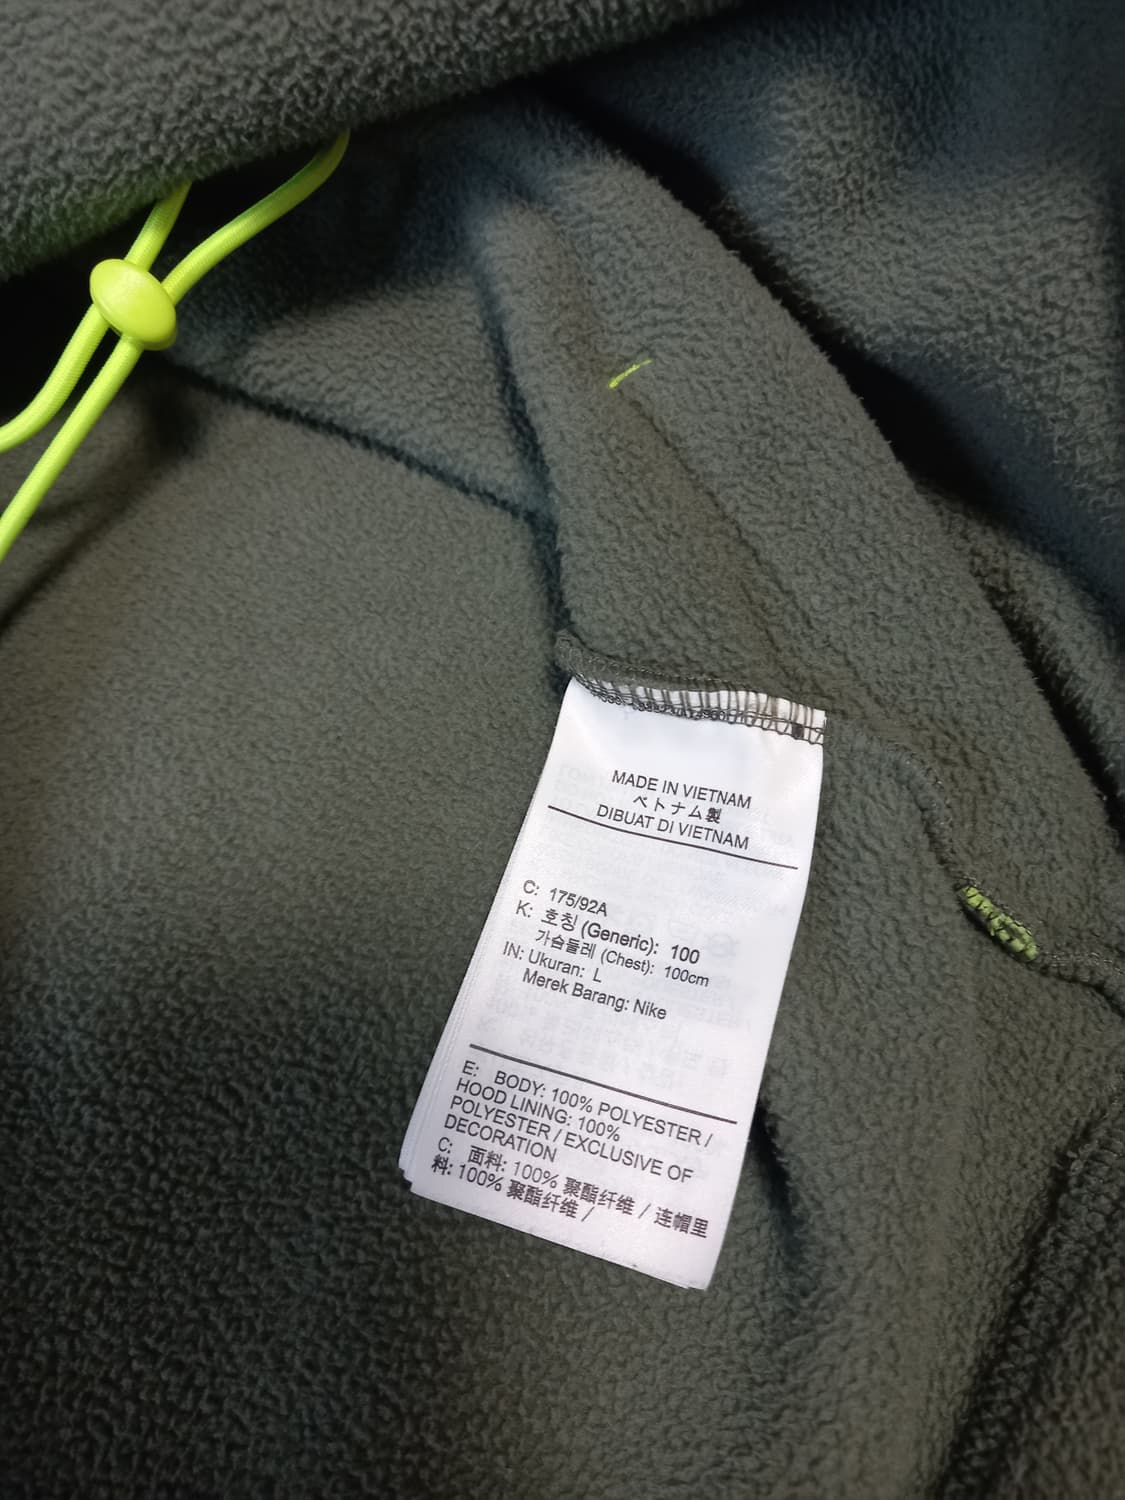 MADE IN VIETNAM
ベトナム製
DIBUAT DI VIETNAM
C: 175/92A
K: 호칭 (Generic): 100
가슴둘레 (Chest): 100cm
IN: Ukuran: L
Merek Barang: Nike
E: BODY: 100% POLYESTER /
HOOD LINING: 100%
POLYESTER / EXCLUSIVE OF
DECORATION
C: 面料: 100% 聚酯纤维 / 连帽里
料: 100% 聚酯纤维 /